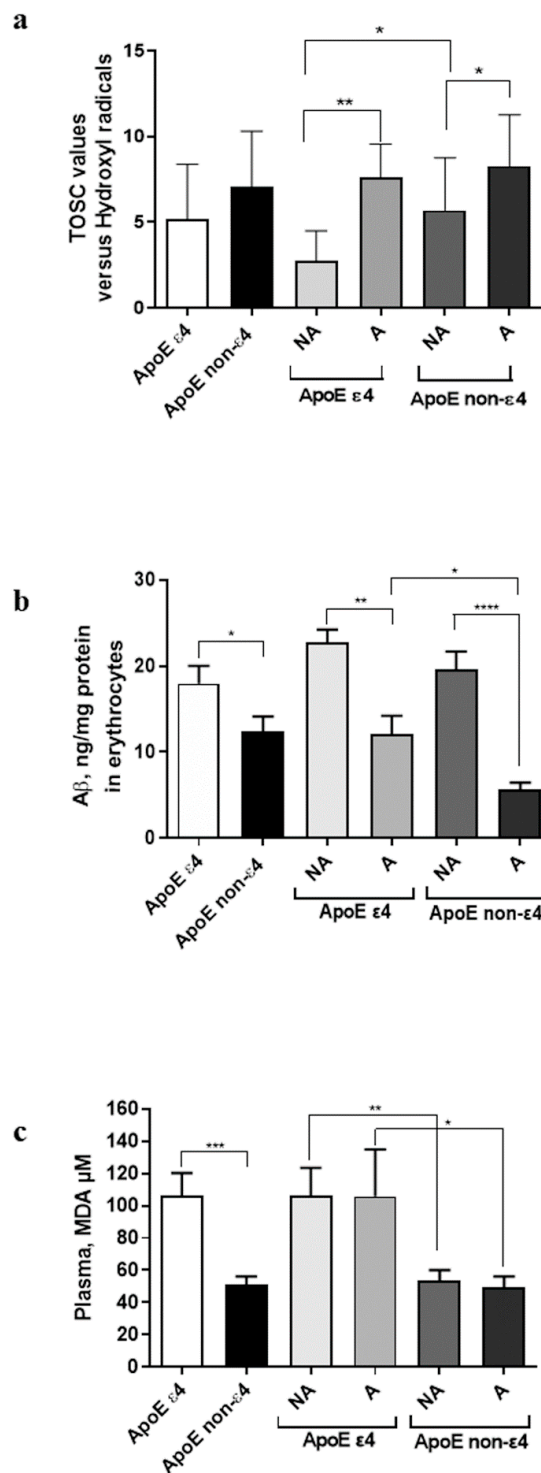 a
*
**
*
15
10
5
0
TOSC values
versus Hydroxyl radicals
ApoE ε4
ApoE non-ε4
NA
A
NA
A
ApoE ε4
ApoE non-ε4
b
*
**
*
****
30
20
10
0
Aβ, ng/mg protein
in erythrocytes
ApoE ε4
ApoE non-ε4
NA
A
NA
A
ApoE ε4
ApoE non-ε4
c
***
**
*
160
140
120
100
80
60
40
20
0
Plasma, MDA µM
ApoE ε4
ApoE non-ε4
NA
A
NA
A
ApoE ε4
ApoE non-ε4